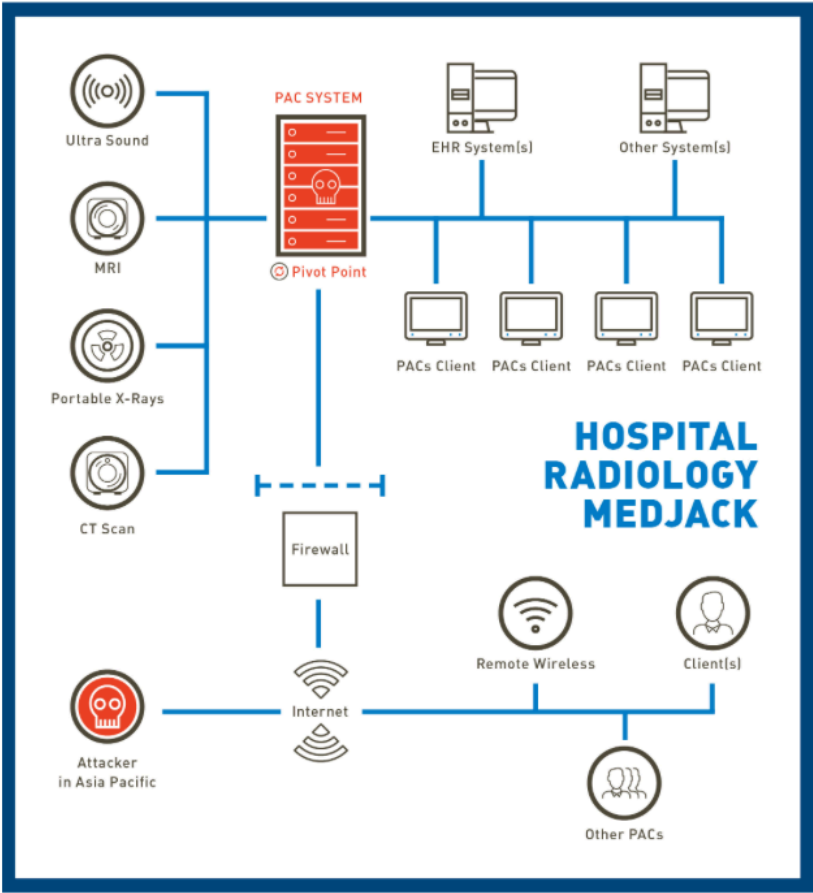 Ultra Sound
MRI
Portable X-Rays
CT Scan
PAC SYSTEM
Pivot Point
EHR System(s)
Other System(s)
PACs Client
PACs Client
PACs Client
PACs Client
HOSPITAL
RADIOLOGY
MEDJACK
Firewall
Internet
Attacker
in Asia Pacific
Remote Wireless
Client(s)
Other PACs